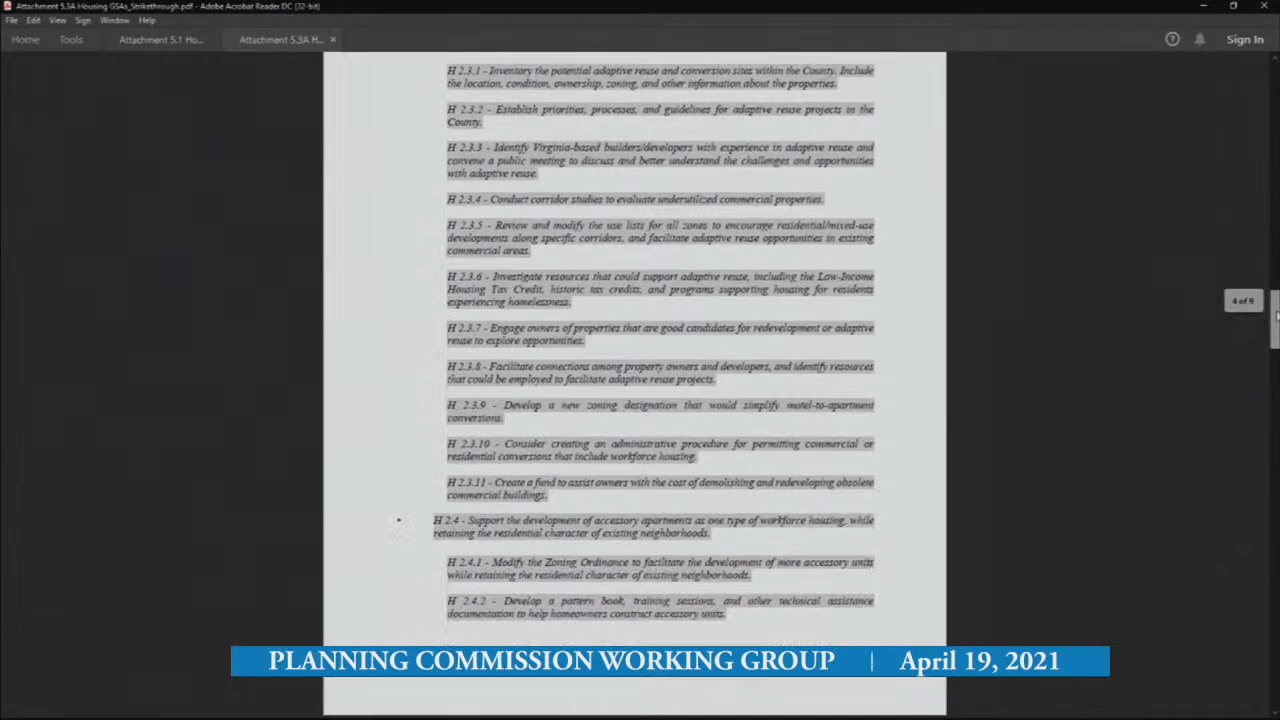 Attachment 5.3A Housing GSAs_Strikethrough.pdf - Adobe Acrobat Reader DC (32-bit)
File Edit View Sign Window Help
Home Tools Attachment 5.1 Ho... Attachment 5.3A H... × Sign In
H 2.3.1 - Inventory the potential adaptive reuse and conversion sites within the County. Include
the location, condition, ownership, zoning, and other information about the properties.
H 2.3.2 - Establish priorities, processes, and guidelines for adaptive reuse projects in the
County.
H 2.3.3 - Identify Virginia-based builders/developers with experience in adaptive reuse and
convene a public meeting to discuss and better understand the challenges and opportunities
with adaptive reuse.
H 2.3.4 - Conduct corridor studies to evaluate underutilized commercial properties.
H 2.3.5 - Review and modify the use lists for all zones to encourage residential/mixed-use
developments along specific corridors, and facilitate adaptive reuse opportunities in existing
commercial areas.
H 2.3.6 - Investigate resources that could support adaptive reuse, including the Low-Income
Housing Tax Credit, historic tax credits, and programs supporting housing for residents
experiencing homelessness.
4 of 9
H 2.3.7 - Engage owners of properties that are good candidates for redevelopment or adaptive
reuse to explore opportunities.
H 2.3.8 - Facilitate connections among property owners and developers, and identify resources
that could be employed to facilitate adaptive reuse projects.
H 2.3.9 - Develop a new zoning designation that would simplify motel-to-apartment
conversions.
H 2.3.10 - Consider creating an administrative procedure for permitting commercial or
residential conversions that include workforce housing.
H 2.3.11 - Create a fund to assist owners with the cost of demolishing and redeveloping obsolete
commercial buildings.
• H 2.4 - Support the development of accessory apartments as one type of workforce housing, while
retaining the residential character of existing neighborhoods.
H 2.4.1 - Modify the Zoning Ordinance to facilitate the development of more accessory units
while retaining the residential character of existing neighborhoods.
H 2.4.2 - Develop a pattern book, training sessions, and other technical assistance
documentation to help homeowners construct accessory units.
PLANNING COMMISSION WORKING GROUP | April 19, 2021